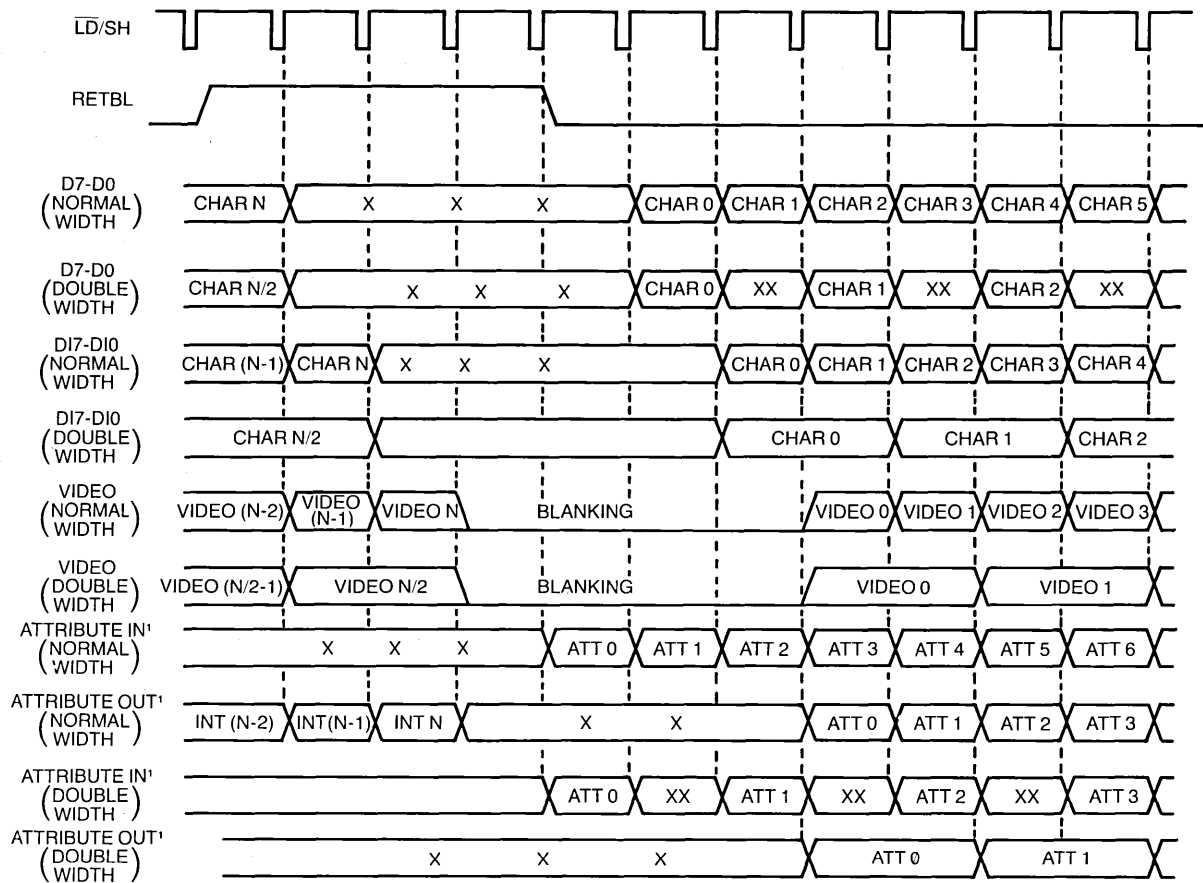 LD/SH
RETBL
D7-D0
(NORMAL
WIDTH)
CHAR N X X X CHAR 0 CHAR 1 CHAR 2 CHAR 3 CHAR 4 CHAR 5
D7-D0
(DOUBLE
WIDTH)
CHAR N/2 X X X CHAR 0 XX CHAR 1 XX CHAR 2 XX
DI7-DI0
(NORMAL
WIDTH)
CHAR (N-1) CHAR N X X X CHAR 0 CHAR 1 CHAR 2 CHAR 3 CHAR 4
DI7-DI0
(DOUBLE
WIDTH)
CHAR N/2 CHAR 0 CHAR 1 CHAR 2
VIDEO
(NORMAL
WIDTH)
VIDEO (N-2) VIDEO (N-1) VIDEO N BLANKING VIDEO 0 VIDEO 1 VIDEO 2 VIDEO 3
VIDEO
(DOUBLE
WIDTH)
VIDEO (N/2-1) VIDEO N/2 BLANKING VIDEO 0 VIDEO 1
ATTRIBUTE IN¹
(NORMAL
WIDTH)
X X X ATT 0 ATT 1 ATT 2 ATT 3 ATT 4 ATT 5 ATT 6
ATTRIBUTE OUT¹
(NORMAL
WIDTH)
INT (N-2) INT (N-1) INT N X X ATT 0 ATT 1 ATT 2 ATT 3
ATTRIBUTE IN¹
(DOUBLE
WIDTH)
ATT 0 XX ATT 1 XX ATT 2 XX ATT 3
ATTRIBUTE OUT¹
(DOUBLE
WIDTH)
X X X ATT 0 ATT 1